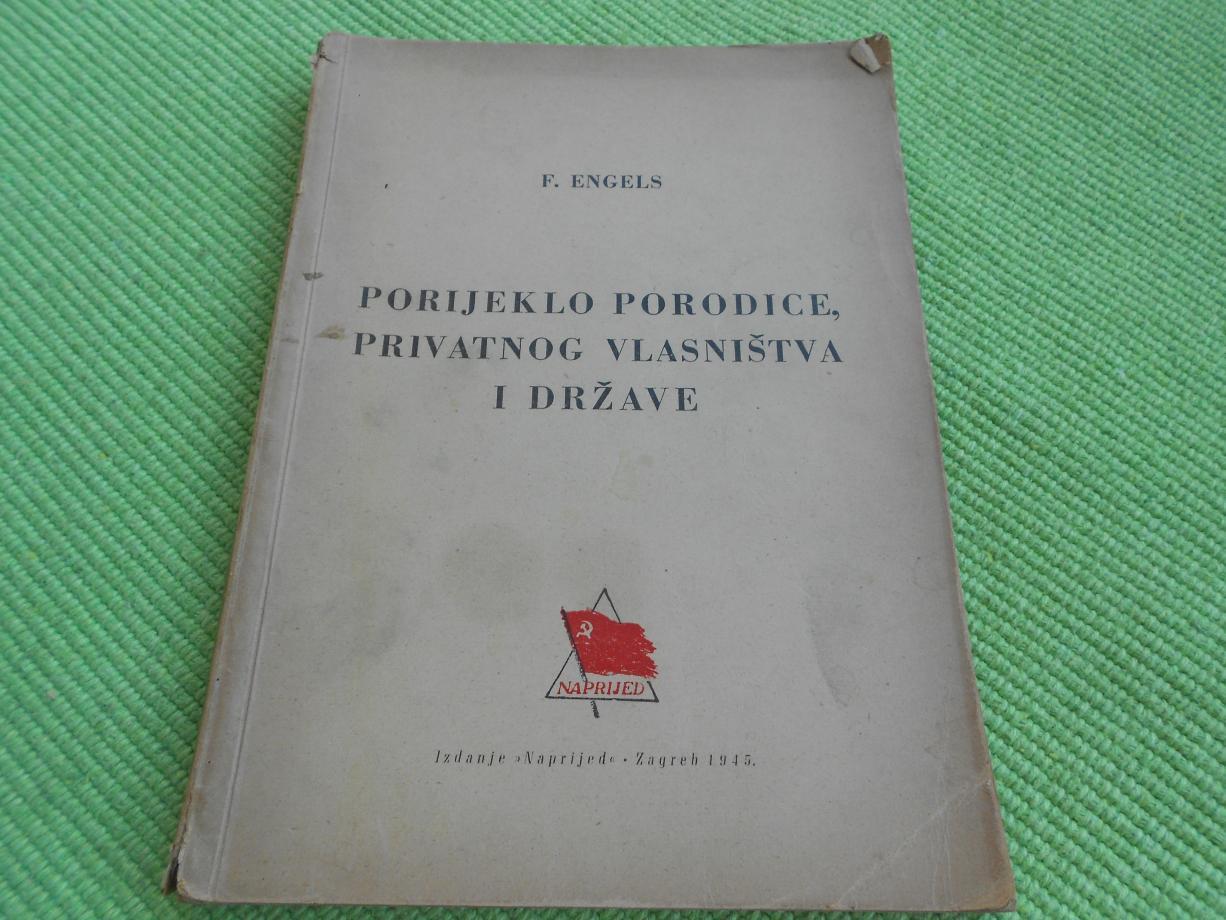 F. ENGELS
PORIJEKLO PORODICE,
PRIVATNOG VLASNIŠTVA
I DRŽAVE
NAPRIJED
Izdanje »Naprijed« • Zagreb 1945.